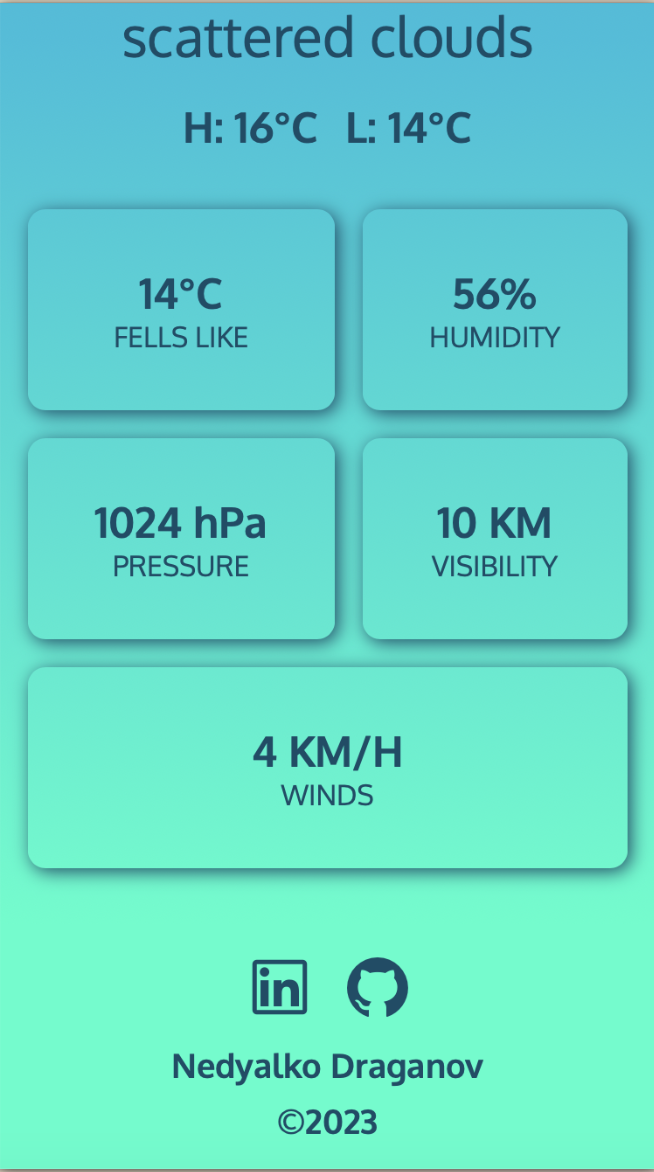 scattered clouds
H: 16°C L: 14°C
14°C
FELLS LIKE
56%
HUMIDITY
1024 hPa
PRESSURE
10 KM
VISIBILITY
4 KM/H
WINDS
in
Nedyalko Draganov
©2023